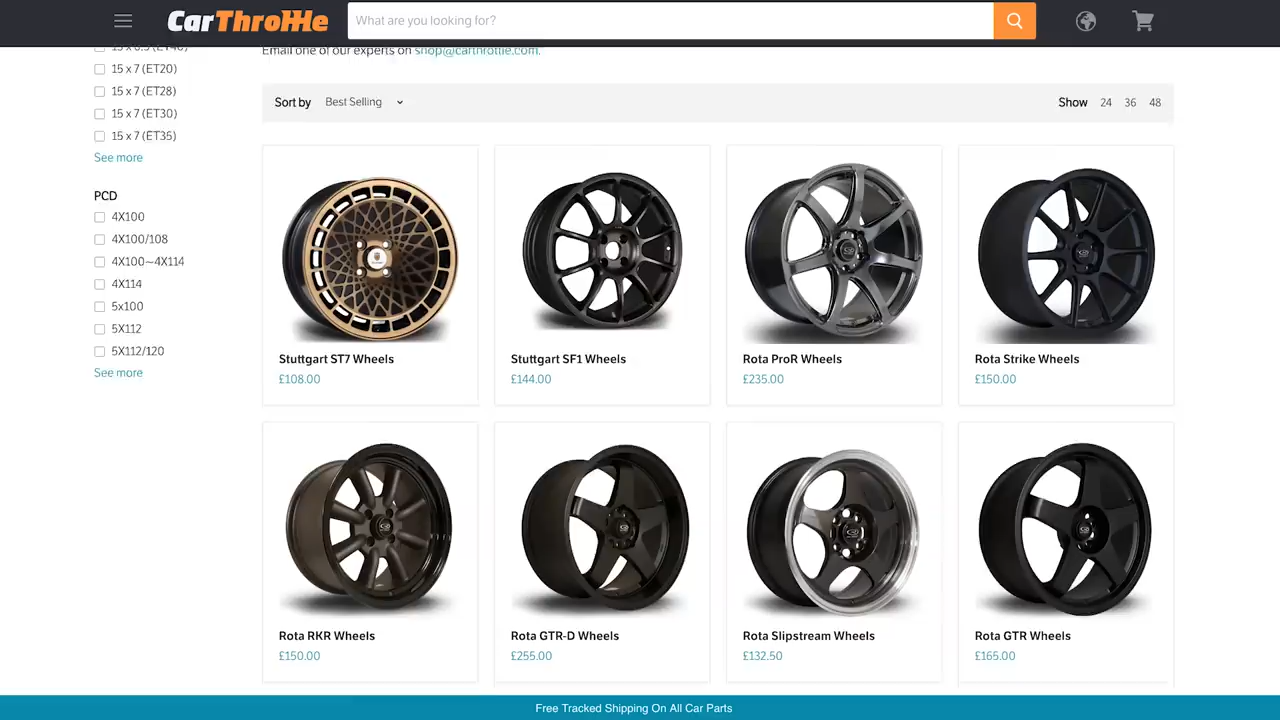 CarThrottle
What are you looking for?
Email one of our experts on shop@carthrottle.com.
15 x 7 (ET20)
15 x 7 (ET28)
15 x 7 (ET30)
15 x 7 (ET35)
See more
PCD
4X100
4X100/108
4X100~4X114
4X114
5x100
5X112
5X112/120
See more
Sort by Best Selling
Show 24 36 48
Stuttgart ST7 Wheels
£108.00
Stuttgart SF1 Wheels
£144.00
Rota ProR Wheels
£235.00
Rota Strike Wheels
£150.00
Rota RKR Wheels
£150.00
Rota GTR-D Wheels
£255.00
Rota Slipstream Wheels
£132.50
Rota GTR Wheels
£165.00
Free Tracked Shipping On All Car Parts